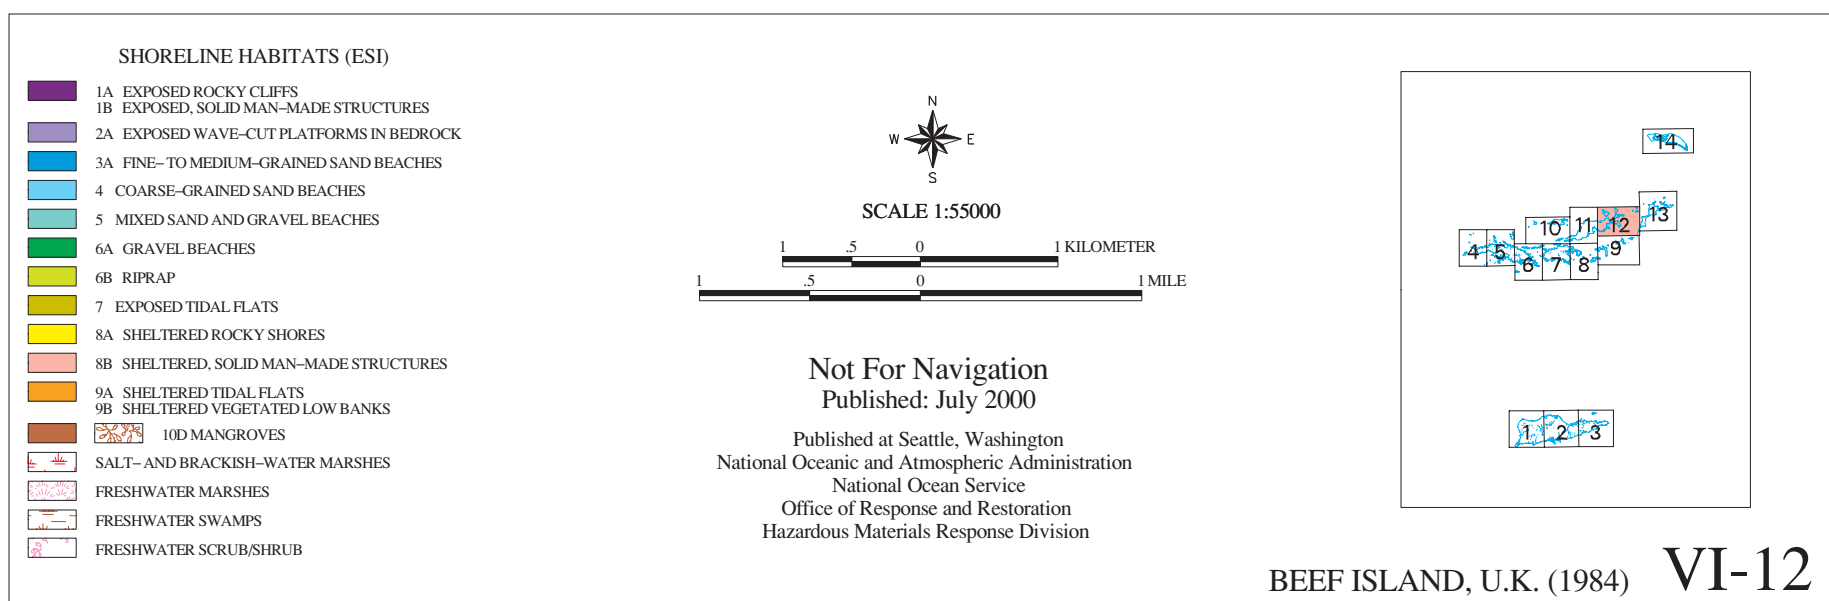 SHORELINE HABITATS (ESI)
1A EXPOSED ROCKY CLIFFS
1B EXPOSED, SOLID MAN-MADE STRUCTURES
2A EXPOSED WAVE-CUT PLATFORMS IN BEDROCK
3A FINE- TO MEDIUM-GRAINED SAND BEACHES
4 COARSE-GRAINED SAND BEACHES
5 MIXED SAND AND GRAVEL BEACHES
6A GRAVEL BEACHES
6B RIPRAP
7 EXPOSED TIDAL FLATS
8A SHELTERED ROCKY SHORES
8B SHELTERED, SOLID MAN-MADE STRUCTURES
9A SHELTERED TIDAL FLATS
9B SHELTERED VEGETATED LOW BANKS
10D MANGROVES
SALT- AND BRACKISH-WATER MARSHES
FRESHWATER MARSHES
FRESHWATER SWAMPS
FRESHWATER SCRUB/SHRUB
N
W E
S
SCALE 1:55000
1 .5 0 1 KILOMETER
1 .5 0 1 MILE
Not For Navigation
Published: July 2000
Published at Seattle, Washington
National Oceanic and Atmospheric Administration
National Ocean Service
Office of Response and Restoration
Hazardous Materials Response Division
14
13
10 11 12
4 5 9
6 7 8
1 2 3
BEEF ISLAND, U.K. (1984) VI-12